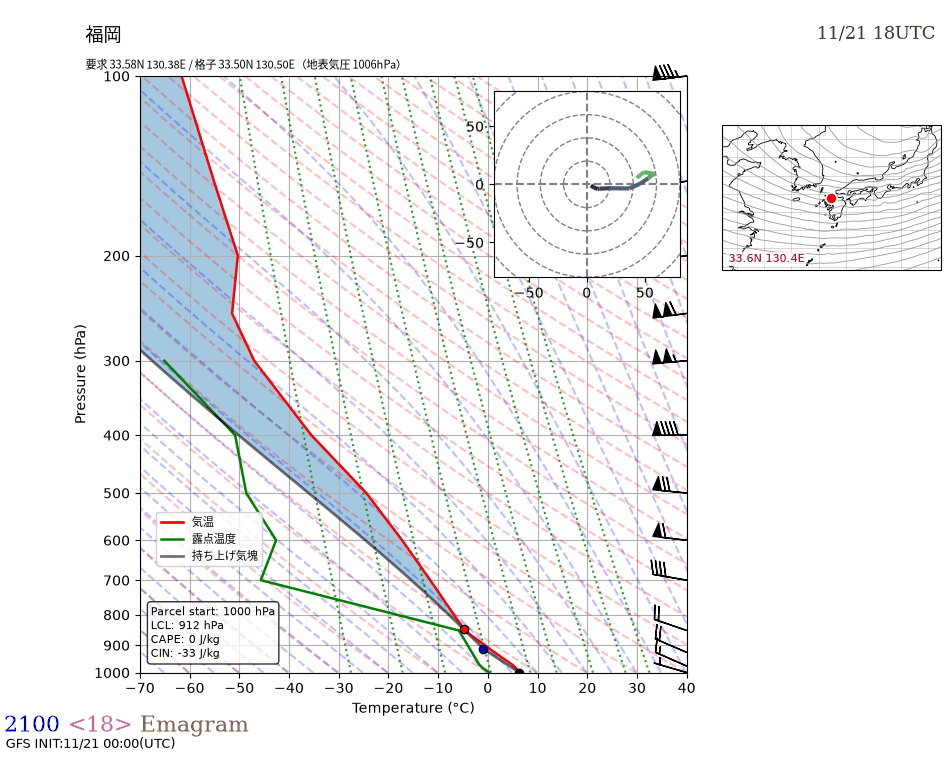 福岡
11/21 18UTC
要求 33.58N 130.38E / 格子 33.50N 130.50E（地表気圧 1006hPa）
100
200
300
400
500
600
700
800
900
1000
Pressure (hPa)
50
0
−50
−50 0 50
33.6N 130.4E
気温
露点温度
持ち上げ気塊
Parcel start: 1000 hPa
LCL: 912 hPa
CAPE: 0 J/kg
CIN: -33 J/kg
−70 −60 −50 −40 −30 −20 −10 0 10 20 30 40
Temperature (°C)
2100 <18> Emagram
GFS INIT:11/21 00:00(UTC)